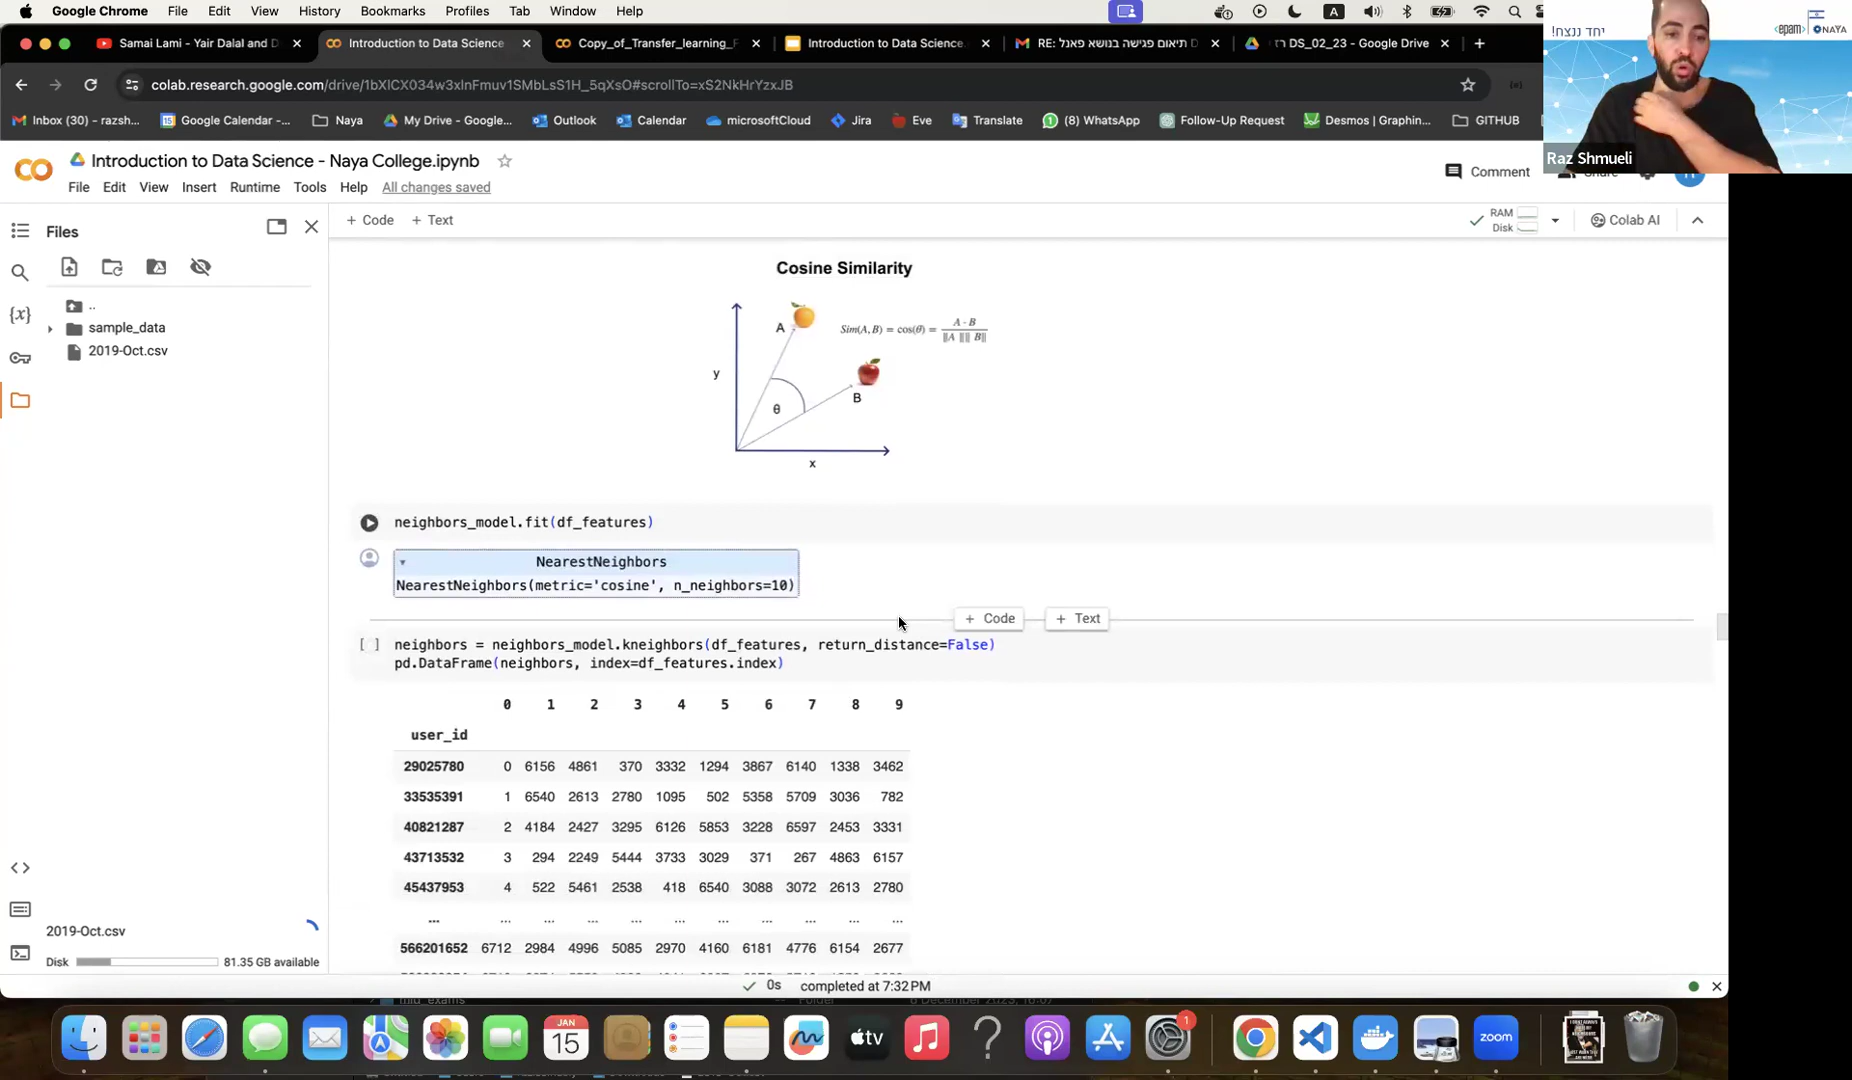 Google Chrome File Edit View History Bookmarks Profiles Tab Window Help
Samai Lami - Yair Dalal and D
Introduction to Data Science
Copy_of_Transfer_learning_F
Introduction to Data Science
RE: תיאום פגישה בנושא פאנל D
רז DS_02_23 - Google Drive
colab.research.google.com/drive/1bXICX034w3xlnFmuv1SMbLsS1H_5qXsO#scrollTo=xS2NkHrYzxJB
Inbox (30) - razsh... Google Calendar -... Naya My Drive - Google... Outlook Calendar microsoftCloud Jira Eve Translate (8) WhatsApp Follow-Up Request Desmos | Graphin... GITHUB
יחד ננצח!
<epam> NAYA
Raz Shmueli
Introduction to Data Science - Naya College.ipynb
File Edit View Insert Runtime Tools Help All changes saved
Comment
Share
Files
+ Code + Text
RAM
Disk
Colab AI
..
sample_data
2019-Oct.csv
{x}
Cosine Similarity
A
B
θ
y
x
Sim(A, B) = cos(θ) = A · B / ||A|| ||B||
neighbors_model.fit(df_features)
NearestNeighbors
NearestNeighbors(metric='cosine', n_neighbors=10)
+ Code + Text
[ ] neighbors = neighbors_model.kneighbors(df_features, return_distance=False)
pd.DataFrame(neighbors, index=df_features.index)
0 1 2 3 4 5 6 7 8 9
user_id
29025780 0 6156 4861 370 3332 1294 3867 6140 1338 3462
33535391 1 6540 2613 2780 1095 502 5358 5709 3036 782
40821287 2 4184 2427 3295 6126 5853 3228 6597 2453 3331
43713532 3 294 2249 5444 3733 3029 371 267 4863 6157
45437953 4 522 5461 2538 418 6540 3088 3072 2613 2780
... ... ... ... ... ... ... ... ... ... ...
566201652 6712 2984 4996 5085 2970 4160 6181 4776 6154 2677
2019-Oct.csv
Disk 81.35 GB available
0s completed at 7:32 PM
JAN
15
tv
1
zoom